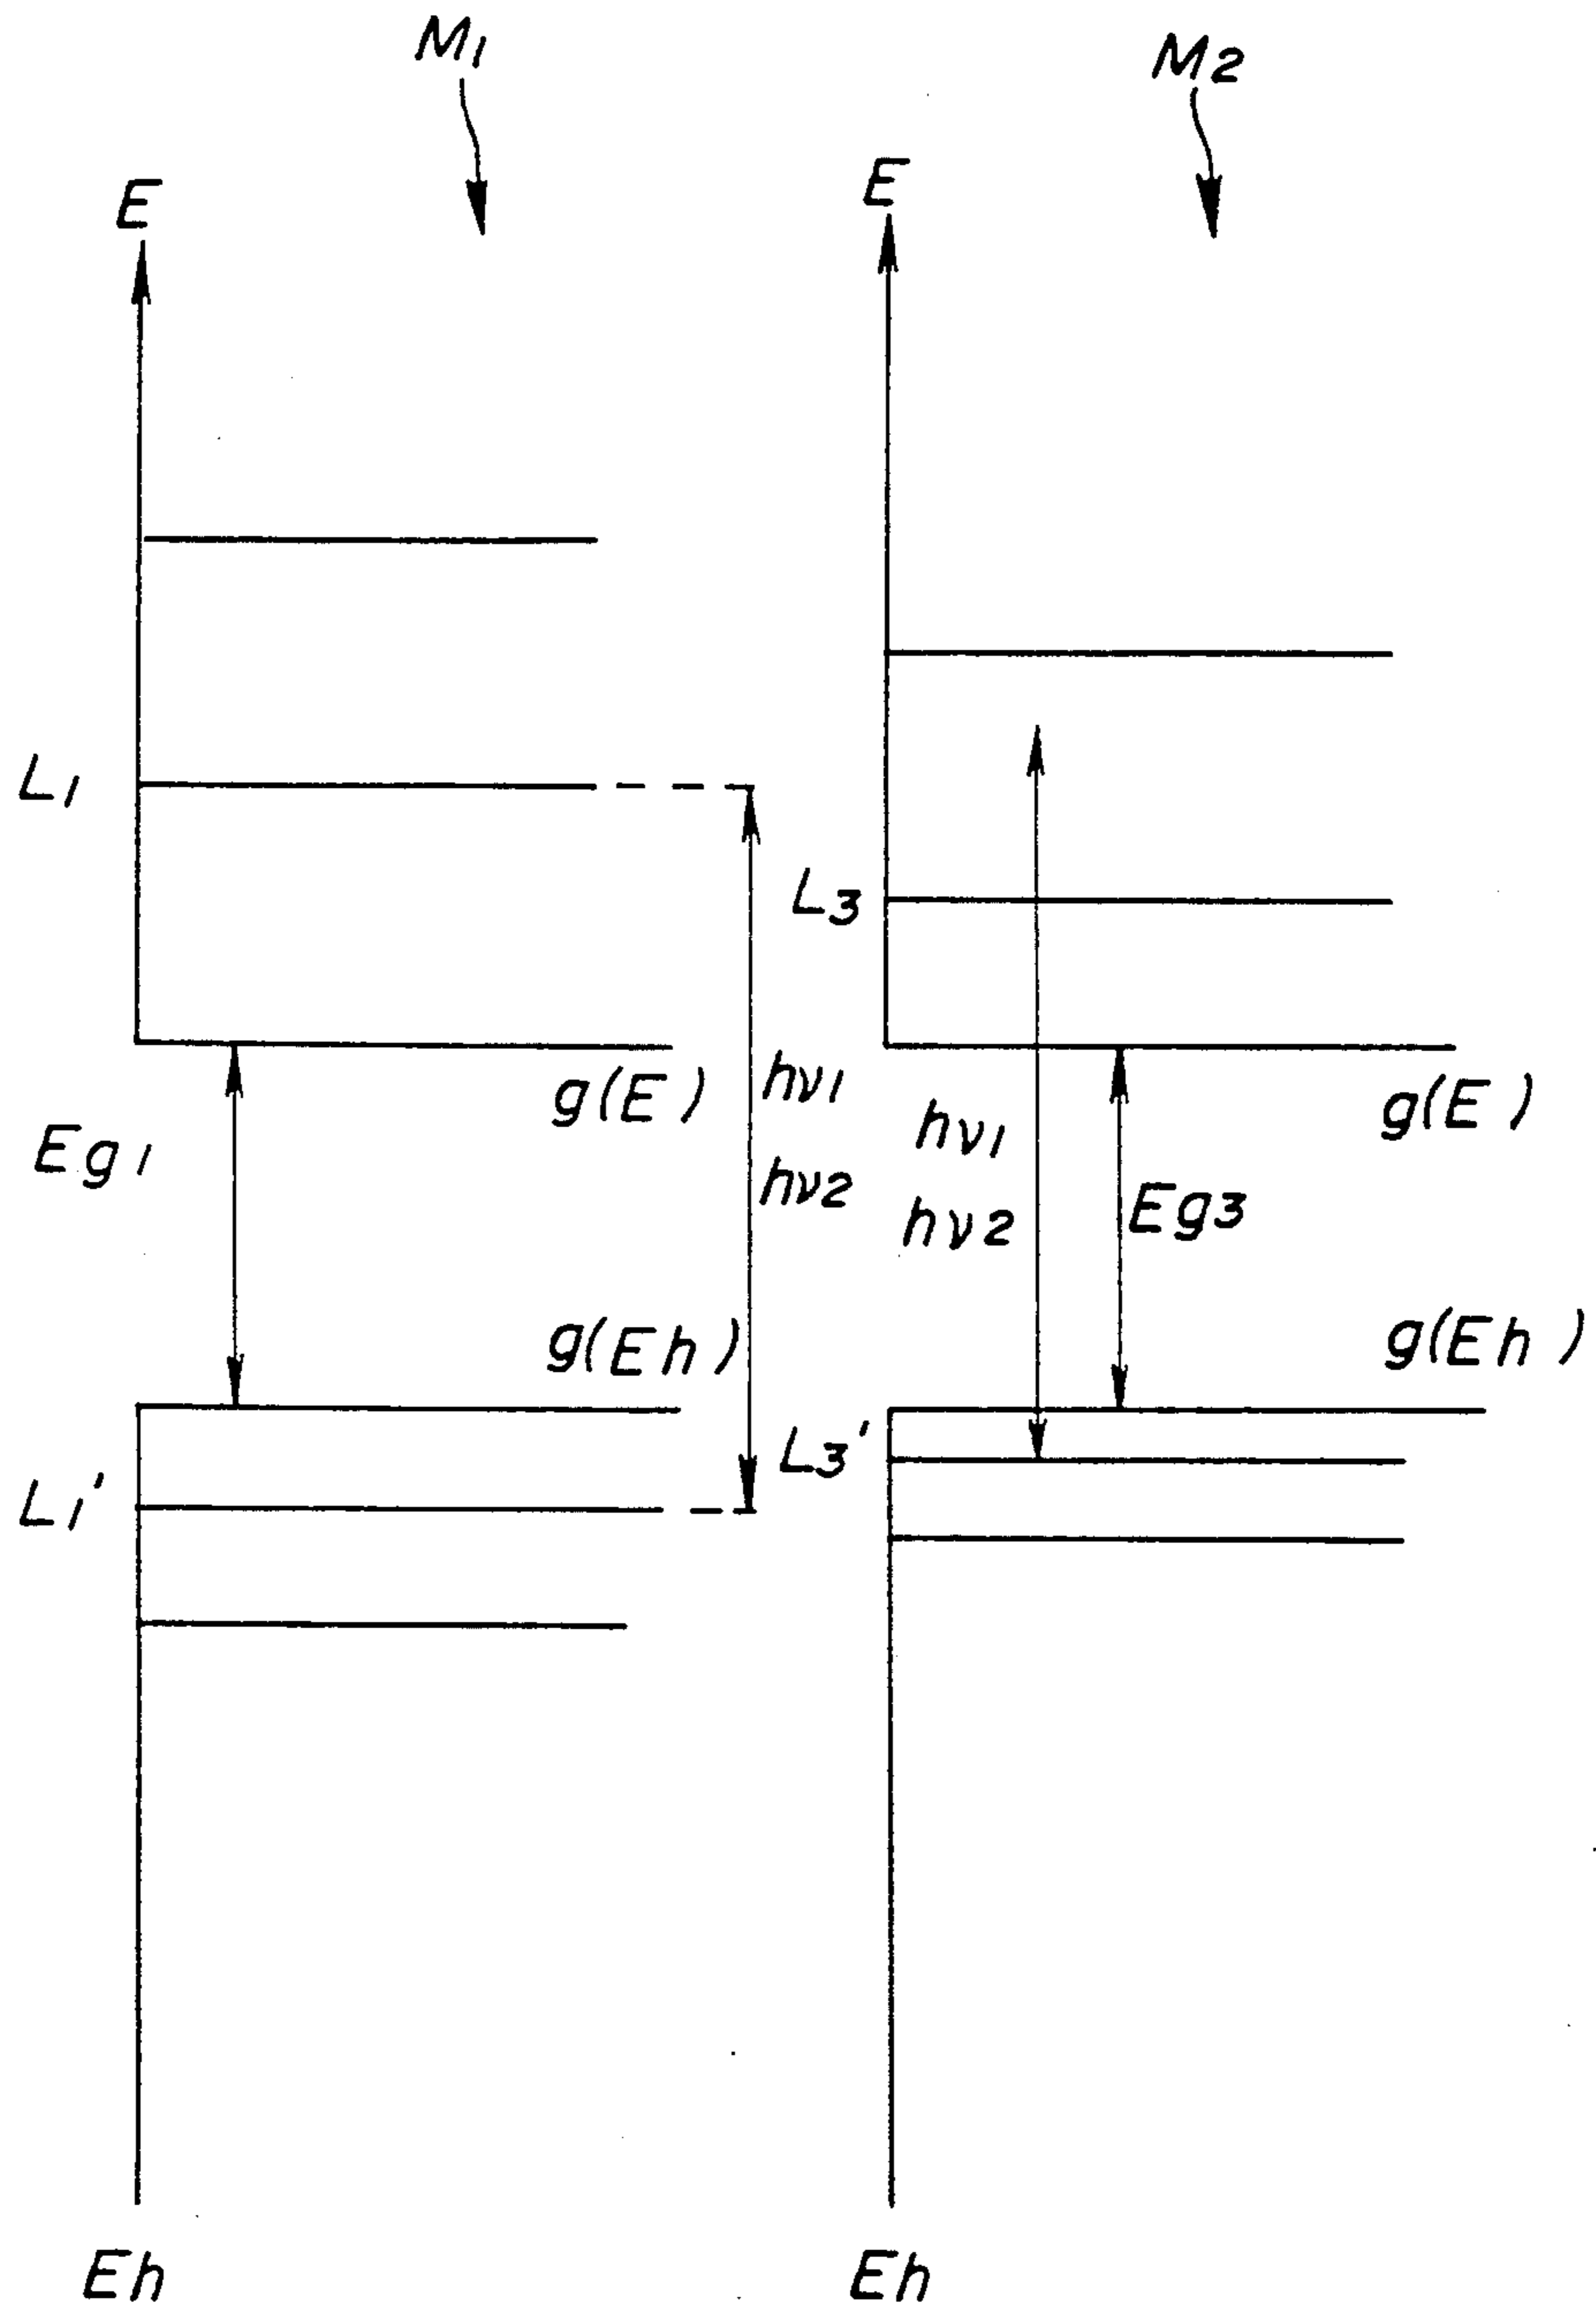 M1
M2
E
E
L1
L3
g(E)
hν1
hν1
g(E)
Eg1
hν2
hν2
Eg3
g(Eh)
g(Eh)
L3'
L1'
Eh
Eh